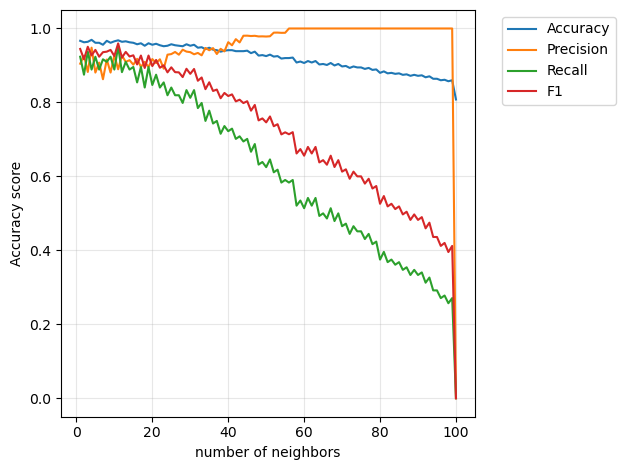 1.0
0.8
0.6
0.4
0.2
0.0
Accuracy score
0 20 40 60 80 100
number of neighbors
Accuracy
Precision
Recall
F1